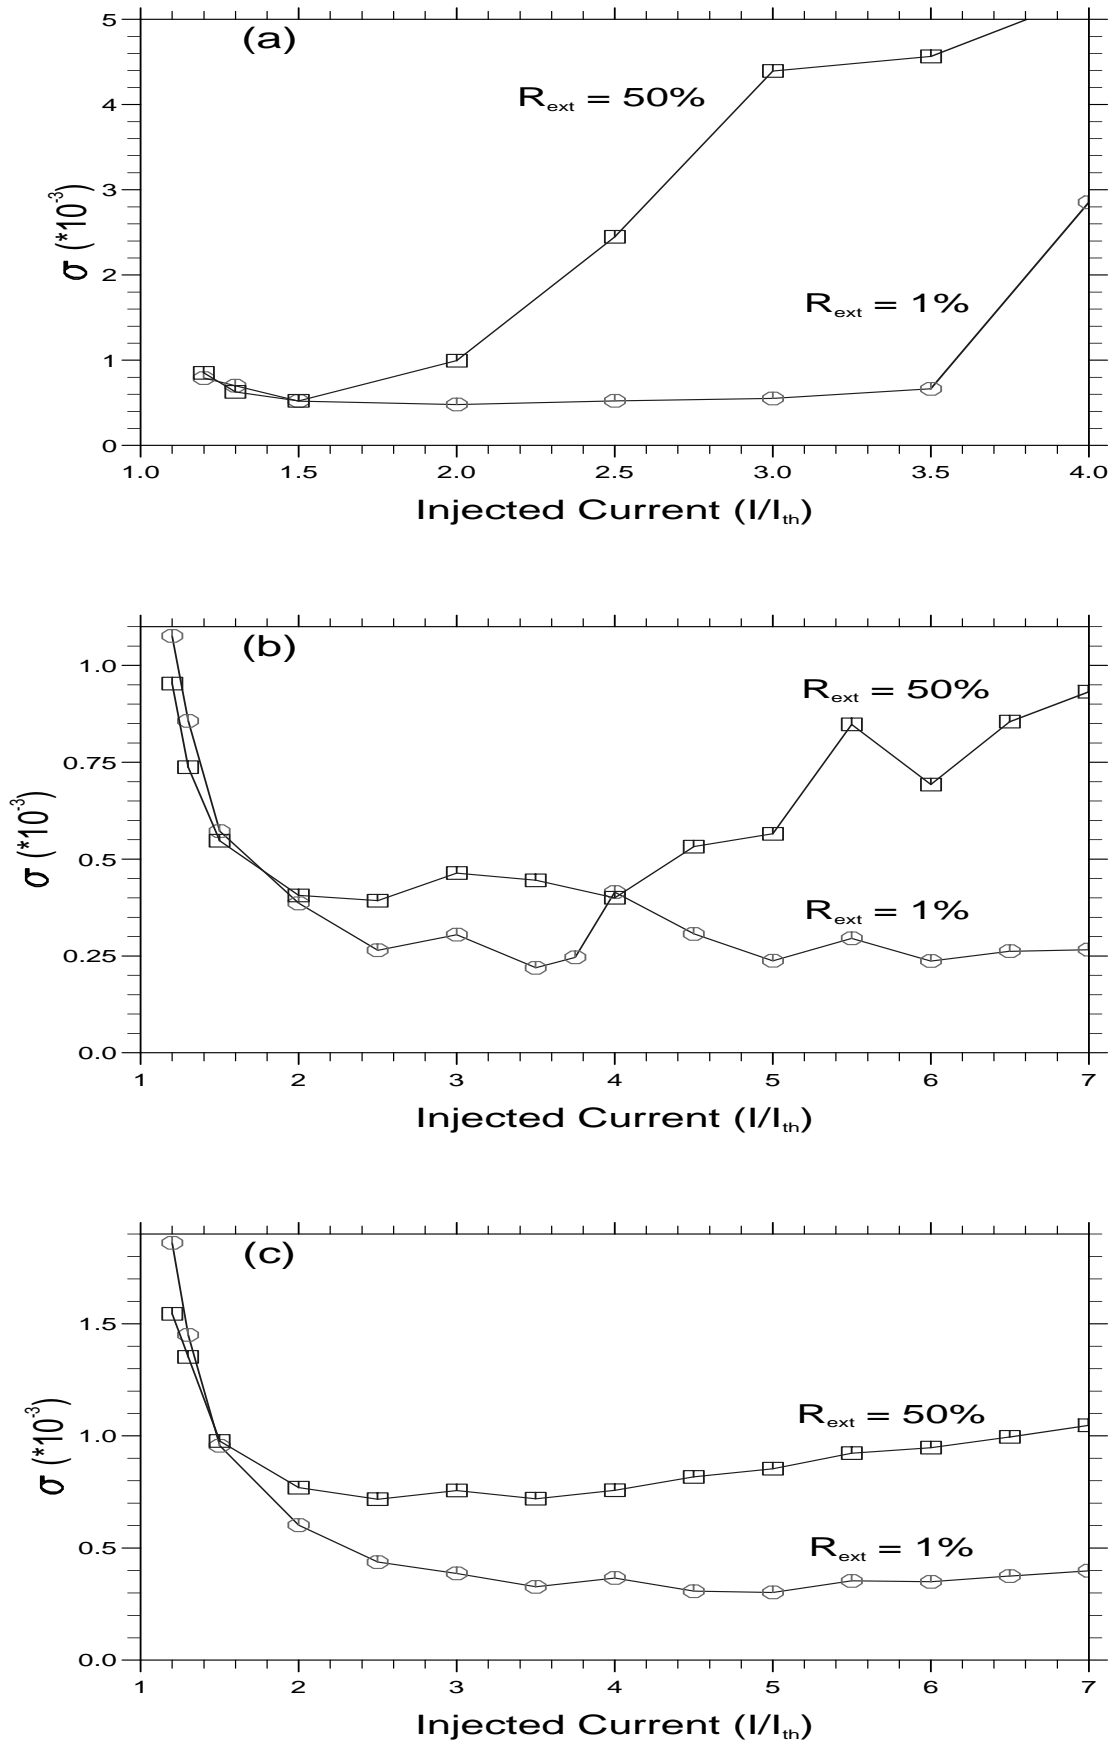 (a)
5
4
3
2
1
0
σ (*10⁻³)
R_ext = 50%
R_ext = 1%
1.0 1.5 2.0 2.5 3.0 3.5 4.0
Injected Current (I/I_th)
(b)
1.0
0.75
0.5
0.25
0.0
σ (*10⁻³)
R_ext = 50%
R_ext = 1%
1 2 3 4 5 6 7
Injected Current (I/I_th)
(c)
1.5
1.0
0.5
0.0
σ (*10⁻³)
R_ext = 50%
R_ext = 1%
1 2 3 4 5 6 7
Injected Current (I/I_th)